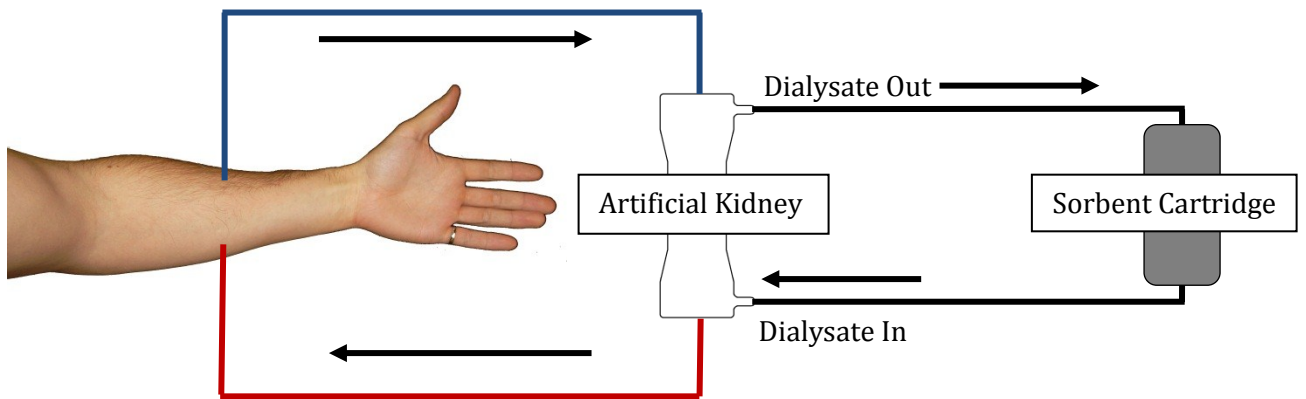 Dialysate Out
Artificial Kidney
Sorbent Cartridge
Dialysate In